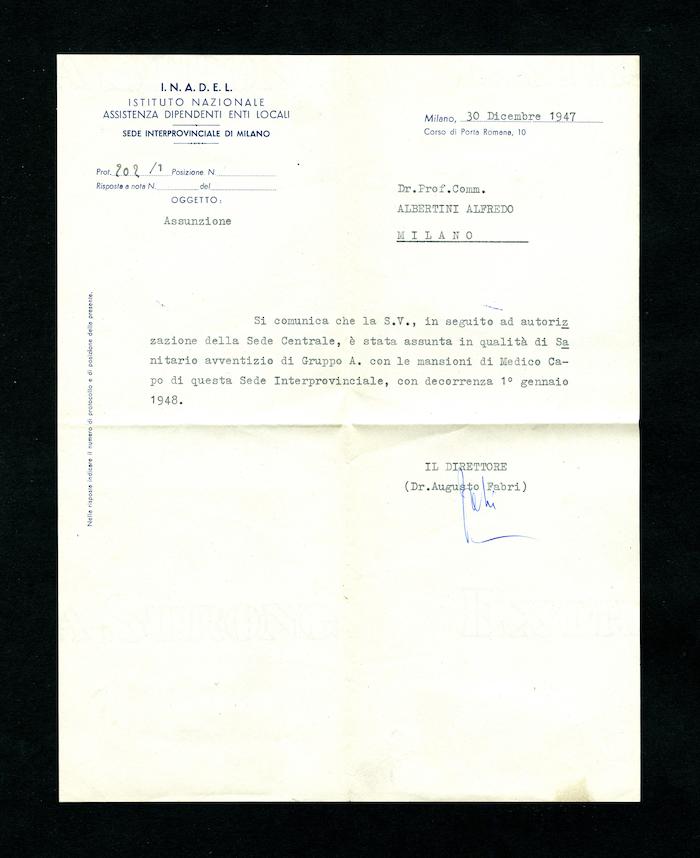 I. N. A. D. E. L.
ISTITUTO NAZIONALE
ASSISTENZA DIPENDENTI ENTI LOCALI
SEDE INTERPROVINCIALE DI MILANO
Milano, 30 Dicembre 1947
Corso di Porta Romana, 10
Prot. 202/1 Posizione N.
Risposta a nota N. del
OGGETTO:
Assunzione
Dr.Prof.Comm.
ALBERTINI ALFREDO
MILANO
Si comunica che la S.V., in seguito ad autoriz
zazione della Sede Centrale, è stata assunta in qualità di Sa
nitario avventizio di Gruppo A. con le mansioni di Medico Ca-
po di questa Sede Interprovinciale, con decorrenza 1° gennaio
1948.
IL DIRETTORE
(Dr.Augusto Fabri)
Fabri
Nella risposta indicare il numero di protocollo e di posizione della presente.